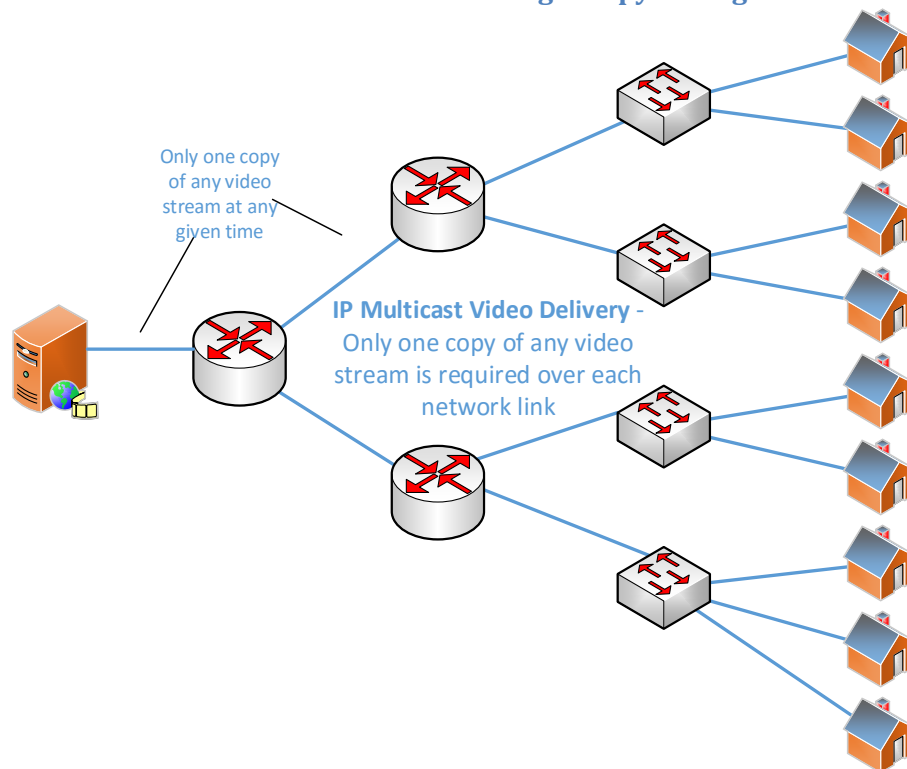 Only one copy
of any video
stream at any
given time
IP Multicast Video Delivery -
Only one copy of any video
stream is required over each
network link